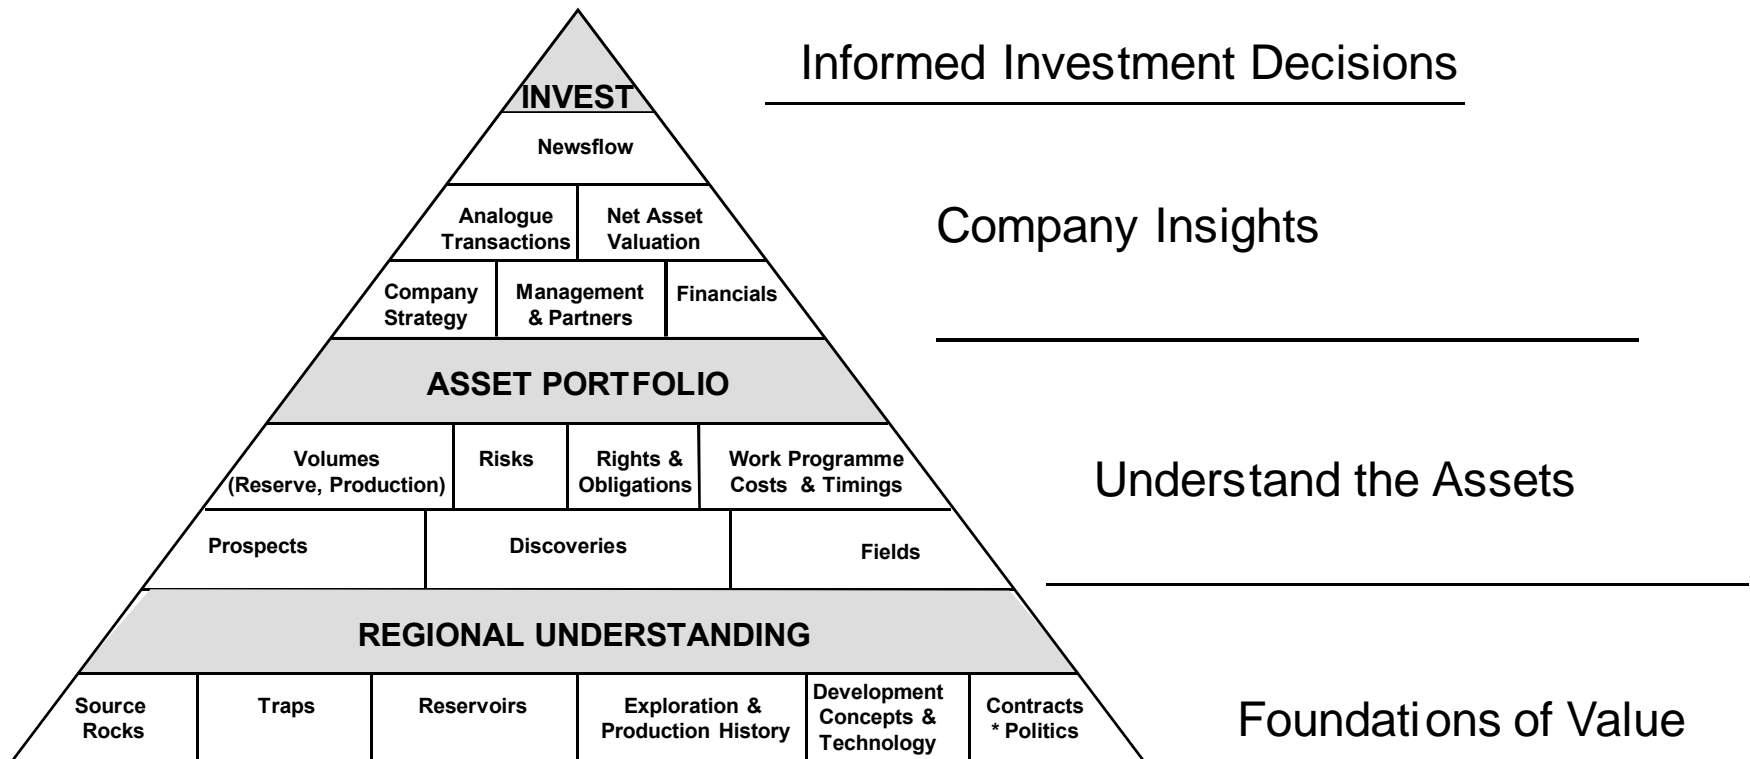 Informed Investment Decisions
INVEST
Newsflow
Analogue
Transactions
Net Asset
Valuation
Company Insights
Company
Strategy
Management
& Partners
Financials
ASSET PORTFOLIO
Volumes
(Reserve, Production)
Risks
Rights &
Obligations
Work Programme
Costs & Timings
Understand the Assets
Prospects
Discoveries
Fields
REGIONAL UNDERSTANDING
Source
Rocks
Traps
Reservoirs
Exploration &
Production History
Development
Concepts &
Technology
Contracts
* Politics
Foundations of Value